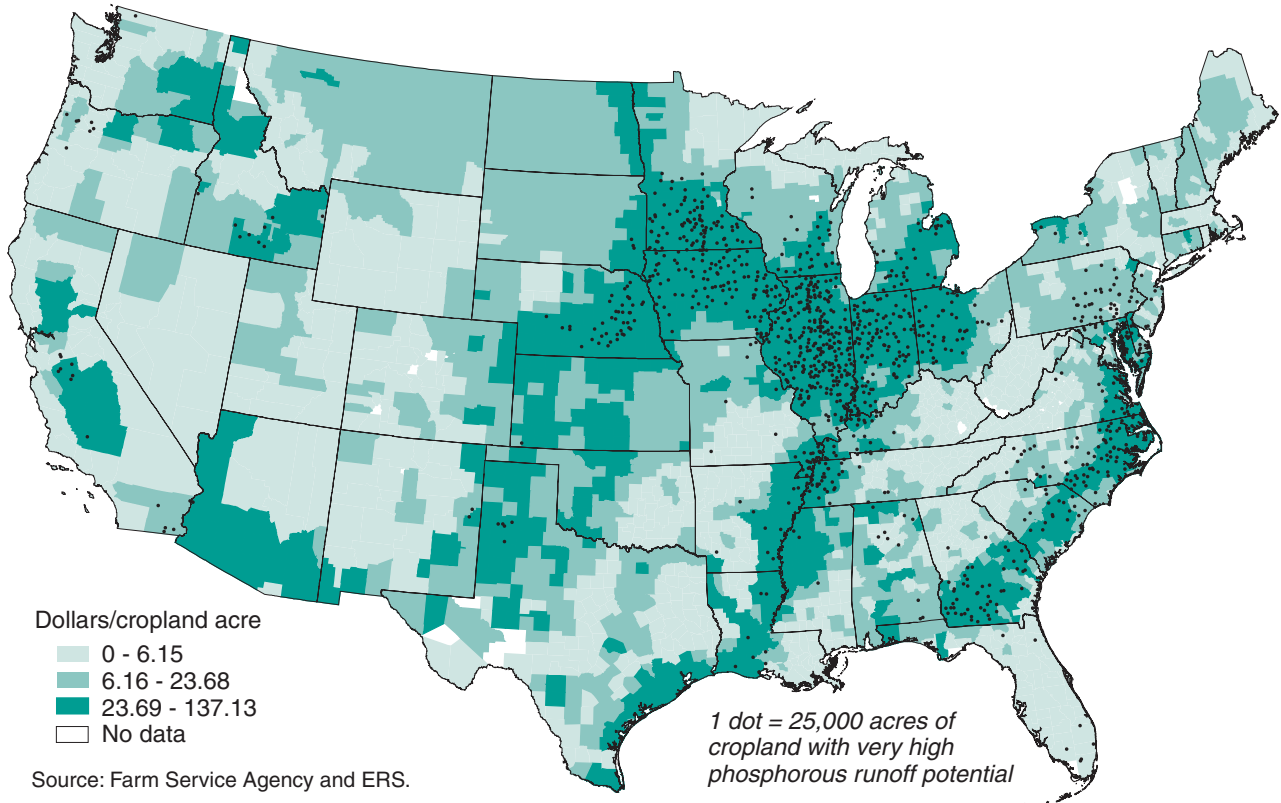 Dollars/cropland acre
0 - 6.15
6.16 - 23.68
23.69 - 137.13
No data
Source: Farm Service Agency and ERS.
1 dot = 25,000 acres of
cropland with very high
phosphorous runoff potential